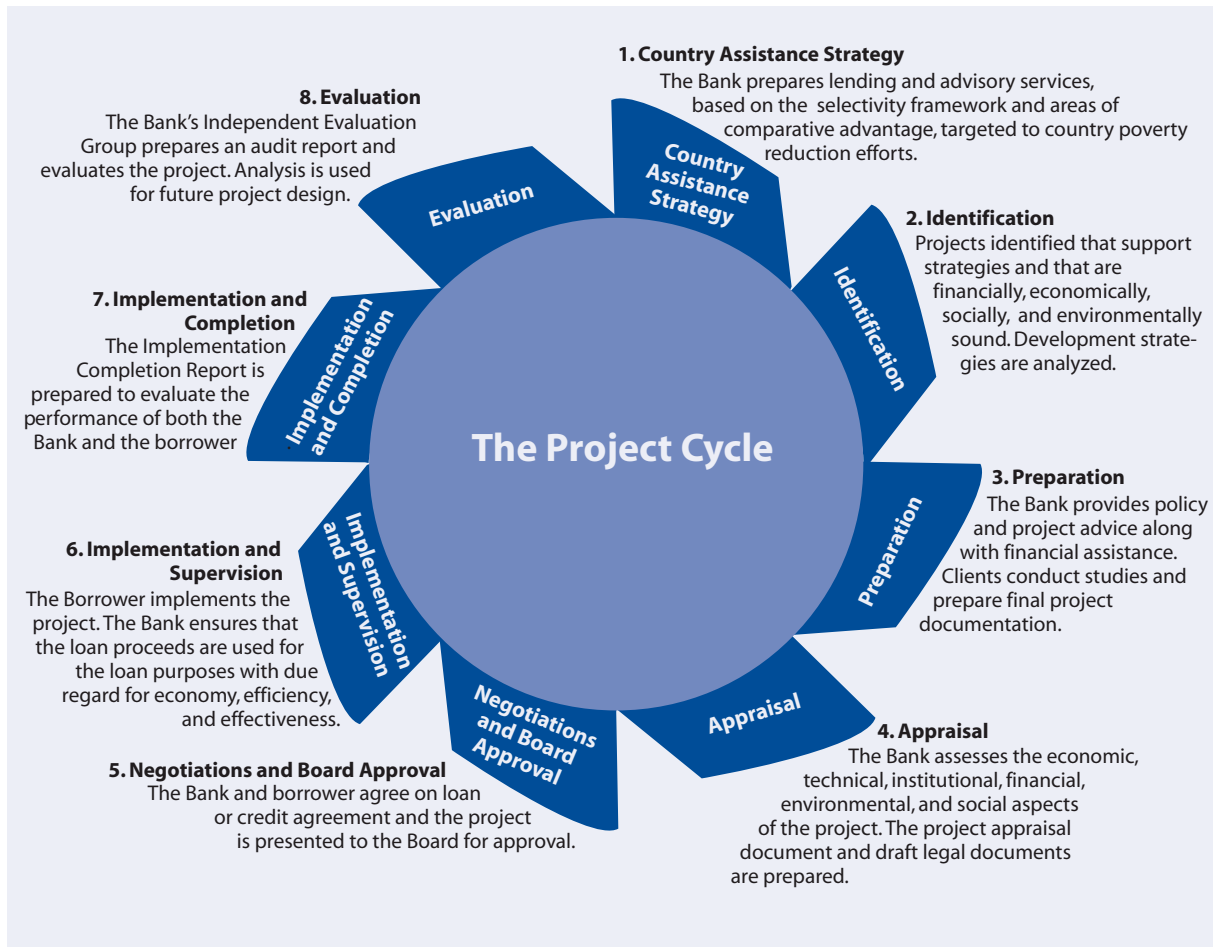 The Project Cycle
1. Country Assistance Strategy
The Bank prepares lending and advisory services,
based on the selectivity framework and areas of
comparative advantage, targeted to country poverty
reduction efforts.
Country
Assistance
Strategy
2. Identification
Projects identified that support
strategies and that are
financially, economically,
socially, and environmentally
sound. Development strate-
gies are analyzed.
Identification
3. Preparation
The Bank provides policy
and project advice along
with financial assistance.
Clients conduct studies and
prepare final project
documentation.
Preparation
4. Appraisal
The Bank assesses the economic,
technical, institutional, financial,
environmental, and social aspects
of the project. The project appraisal
document and draft legal documents
are prepared.
Appraisal
5. Negotiations and Board Approval
The Bank and borrower agree on loan
or credit agreement and the project
is presented to the Board for approval.
Negotiations
and Board
Approval
6. Implementation and
Supervision
The Borrower implements the
project. The Bank ensures that
the loan proceeds are used for
the loan purposes with due
regard for economy, efficiency,
and effectiveness.
Implementation
and Supervision
7. Implementation and
Completion
The Implementation
Completion Report is
prepared to evaluate the
performance of both the
Bank and the borrower
Implementation
and Completion
8. Evaluation
The Bank's Independent Evaluation
Group prepares an audit report and
evaluates the project. Analysis is used
for future project design.
Evaluation